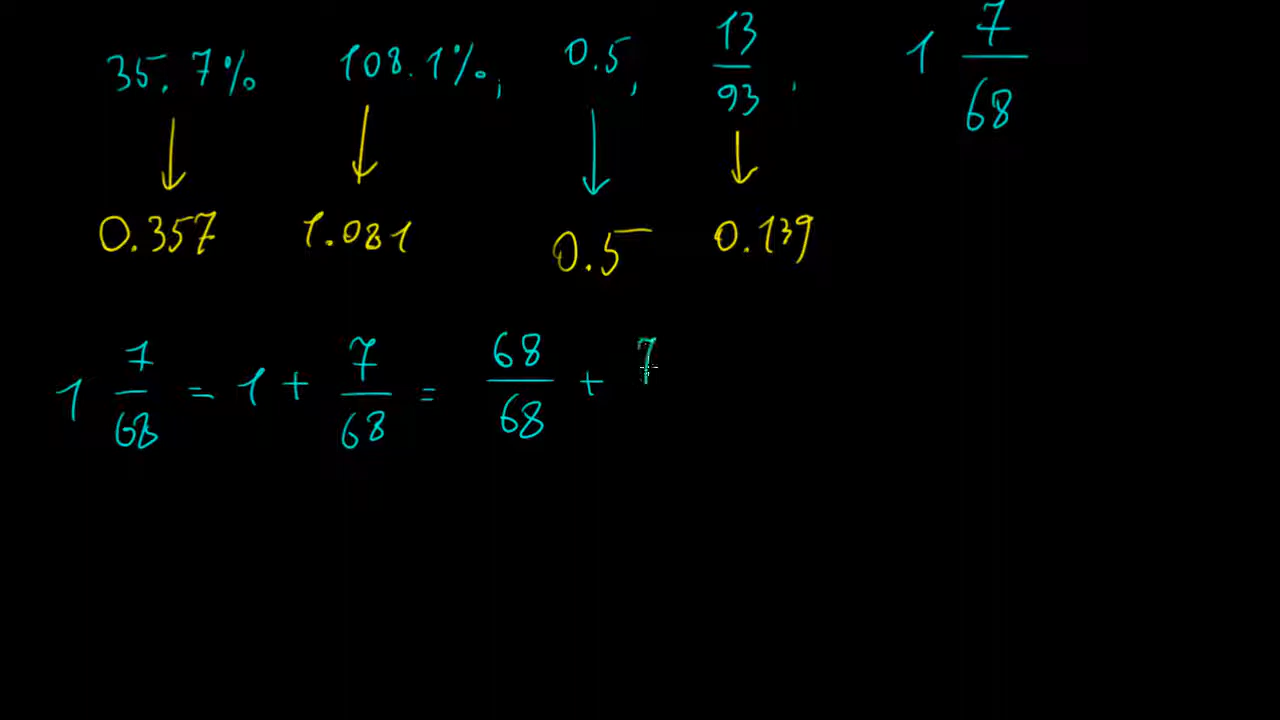 35.7% 108.1%, 0.5, 13/93, 1 7/68
0.357 1.081 0.5 0.139
1 7/68 = 1 + 7/68 = 68/68 + 7